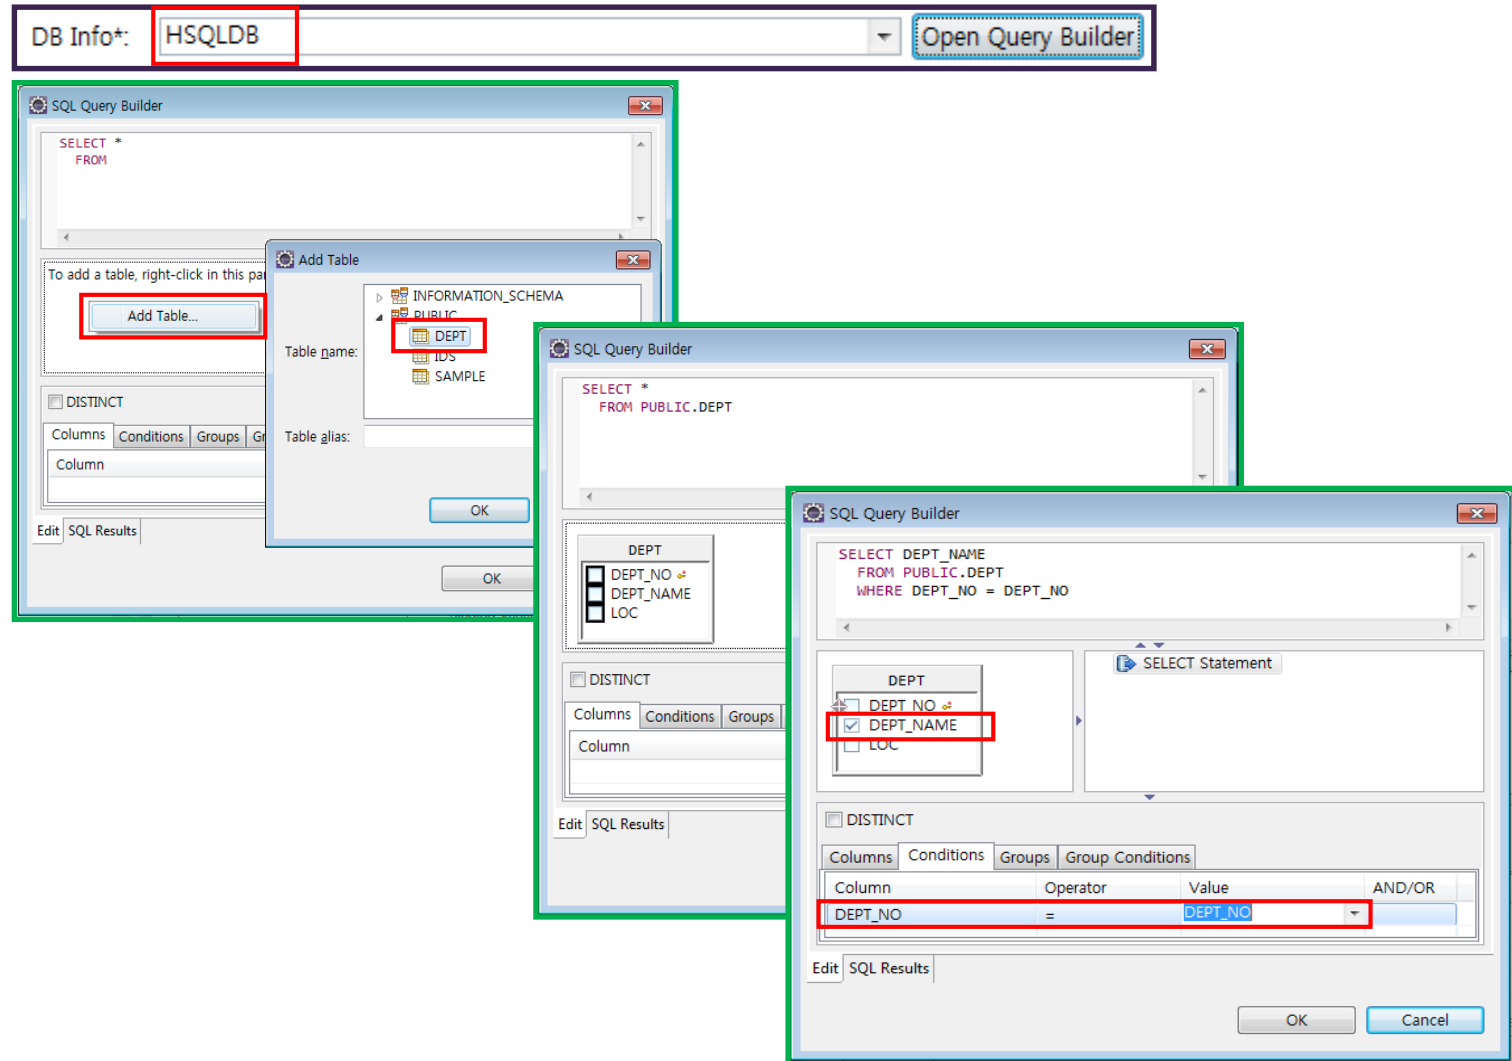 DB Info*: HSQLDB Open Query Builder
SQL Query Builder
SELECT *
FROM
To add a table, right-click in this
Add Table...
DISTINCT
Columns Conditions Groups
Column
Edit SQL Results
OK
Add Table
INFORMATION_SCHEMA
PUBLIC
DEPT
IDS
SAMPLE
Table name:
Table alias:
OK
SQL Query Builder
SELECT *
FROM PUBLIC.DEPT
DEPT
DEPT_NO
DEPT_NAME
LOC
DISTINCT
Columns Conditions Groups
Column
Edit SQL Results
SQL Query Builder
SELECT DEPT_NAME
FROM PUBLIC.DEPT
WHERE DEPT_NO = DEPT_NO
DEPT
DEPT_NO
DEPT_NAME
LOC
SELECT Statement
DISTINCT
Columns Conditions Groups Group Conditions
Column Operator Value AND/OR
DEPT_NO = DEPT_NO
Edit SQL Results
OK Cancel